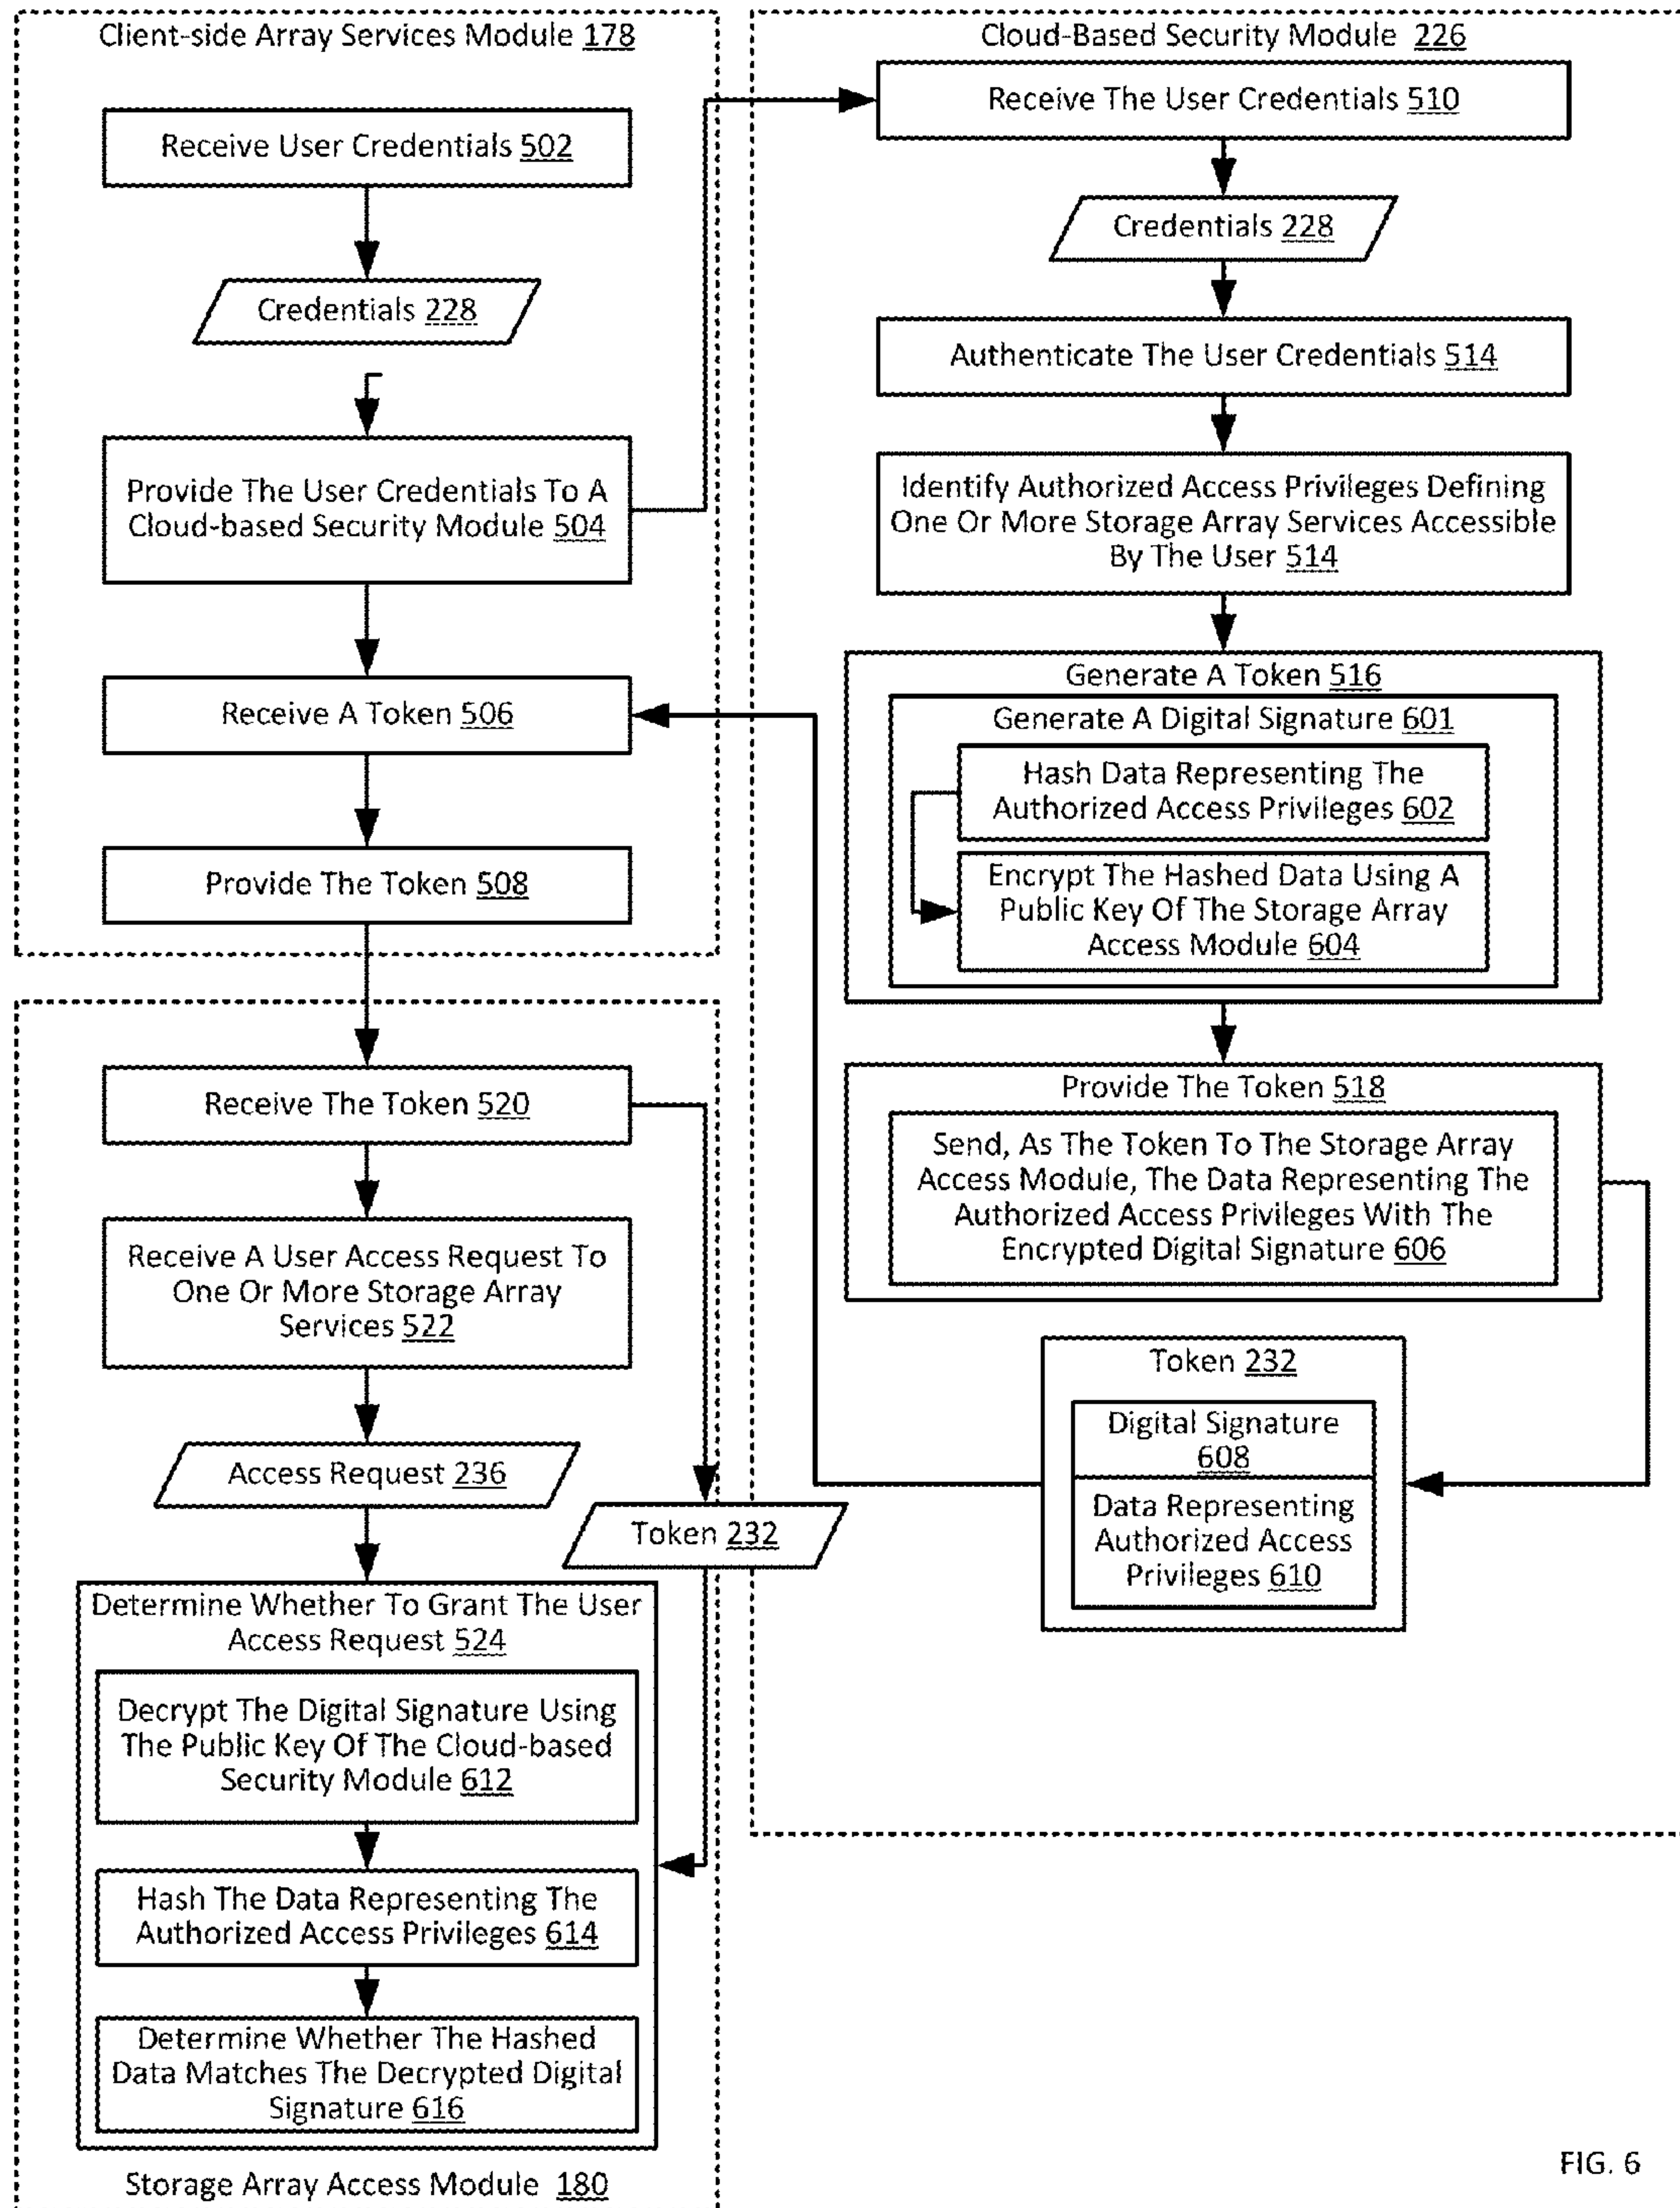 Client-side Array Services Module 178
Receive User Credentials 502
Credentials 228
Provide The User Credentials To A
Cloud-based Security Module 504
Receive A Token 506
Provide The Token 508
Cloud-Based Security Module 226
Receive The User Credentials 510
Credentials 228
Authenticate The User Credentials 514
Identify Authorized Access Privileges Defining
One Or More Storage Array Services Accessible
By The User 514
Generate A Token 516
Generate A Digital Signature 601
Hash Data Representing The
Authorized Access Privileges 602
Encrypt The Hashed Data Using A
Public Key Of The Storage Array
Access Module 604
Provide The Token 518
Send, As The Token To The Storage Array
Access Module, The Data Representing The
Authorized Access Privileges With The
Encrypted Digital Signature 606
Token 232
Digital Signature
608
Data Representing
Authorized Access
Privileges 610
Receive The Token 520
Receive A User Access Request To
One Or More Storage Array
Services 522
Access Request 236
Token 232
Determine Whether To Grant The User
Access Request 524
Decrypt The Digital Signature Using
The Public Key Of The Cloud-based
Security Module 612
Hash The Data Representing The
Authorized Access Privileges 614
Determine Whether The Hashed
Data Matches The Decrypted Digital
Signature 616
Storage Array Access Module 180
FIG. 6